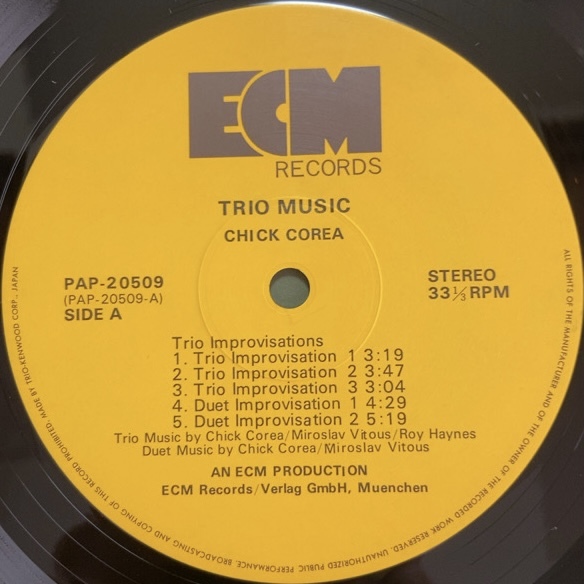 ECM
RECORDS
TRIO MUSIC
CHICK COREA
PAP-20509
(PAP-20509-A)
SIDE A
STEREO
33⅓ RPM
Trio Improvisations
1. Trio Improvisation 1 3:19
2. Trio Improvisation 2 3:47
3. Trio Improvisation 3 3:04
4. Duet Improvisation 1 4:29
5. Duet Improvisation 2 5:19
Trio Music by Chick Corea/Miroslav Vitous/Roy Haynes
Duet Music by Chick Corea/Miroslav Vitous
AN ECM PRODUCTION
ECM Records/Verlag GmbH, Muenchen
ALL RIGHTS OF THE MANUFACTURER AND OF THE OWNER OF THE RECORDED WORK RESERVED. UNAUTHORIZED PUBLIC PERFORMANCE, BROADCASTING AND COPYING OF THIS RECORD PROHIBITED. MADE BY TRIO-KENWOOD CORP., JAPAN